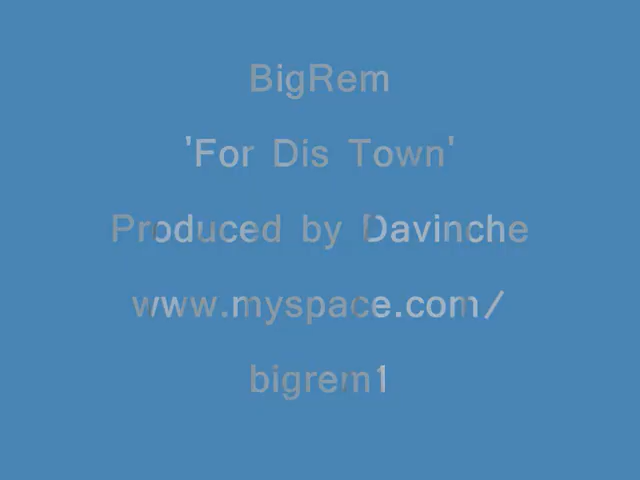 BigRem
'For Dis Town'
Produced by Davinche
www.myspace.com/
bigrem1